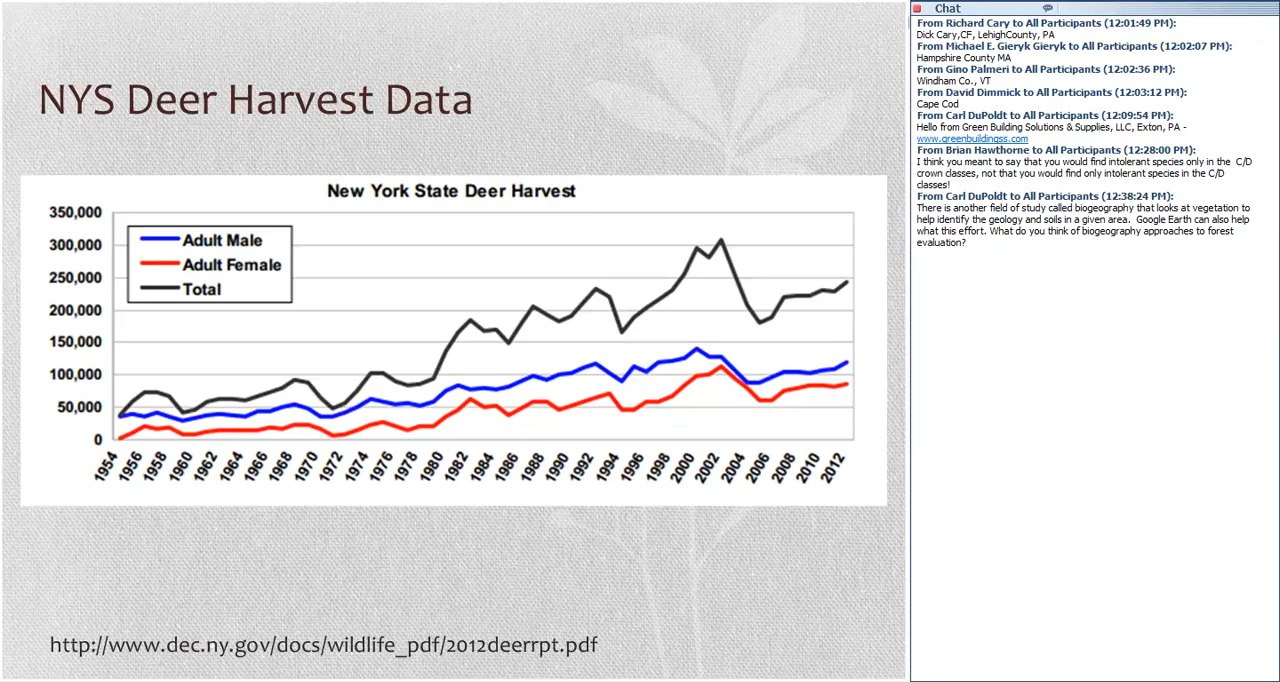 NYS Deer Harvest Data
New York State Deer Harvest
350,000
300,000
250,000
200,000
150,000
100,000
50,000
0
Adult Male
Adult Female
Total
1954 1956 1958 1960 1962 1964 1966 1968 1970 1972 1974 1976 1978 1980 1982 1984 1986 1988 1990 1992 1994 1996 1998 2000 2002 2004 2006 2008 2010 2012
http://www.dec.ny.gov/docs/wildlife_pdf/2012deerrpt.pdf
Chat
From Richard Cary to All Participants (12:01:49 PM):
Dick Cary,CF, LehighCounty, PA
From Michael E. Gieryk Gieryk to All Participants (12:02:07 PM):
Hampshire County MA
From Gino Palmeri to All Participants (12:02:36 PM):
Windham Co., VT
From David Dimmick to All Participants (12:03:12 PM):
Cape Cod
From Carl DuPoldt to All Participants (12:09:54 PM):
Hello from Green Building Solutions & Supplies, LLC, Exton, PA -
www.greenbuildingss.com
From Brian Hawthorne to All Participants (12:28:00 PM):
I think you meant to say that you would find intolerant species only in the C/D
crown classes, not that you would find only intolerant species in the C/D
classes!
From Carl DuPoldt to All Participants (12:38:24 PM):
There is another field of study called biogeography that looks at vegetation to
help identify the geology and soils in a given area. Google Earth can also help
what this effort. What do you think of biogeography approaches to forest
evaluation?